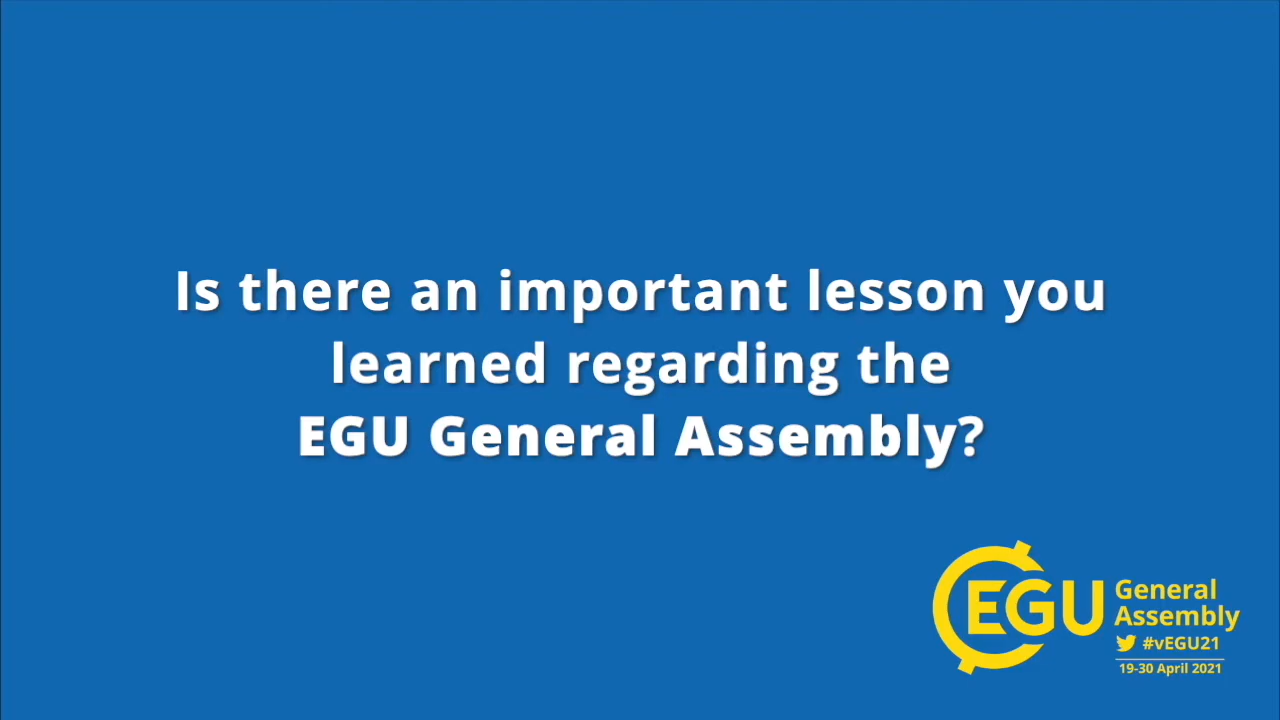 Is there an important lesson you
learned regarding the
EGU General Assembly?
EGU General
Assembly
#vEGU21
19-30 April 2021